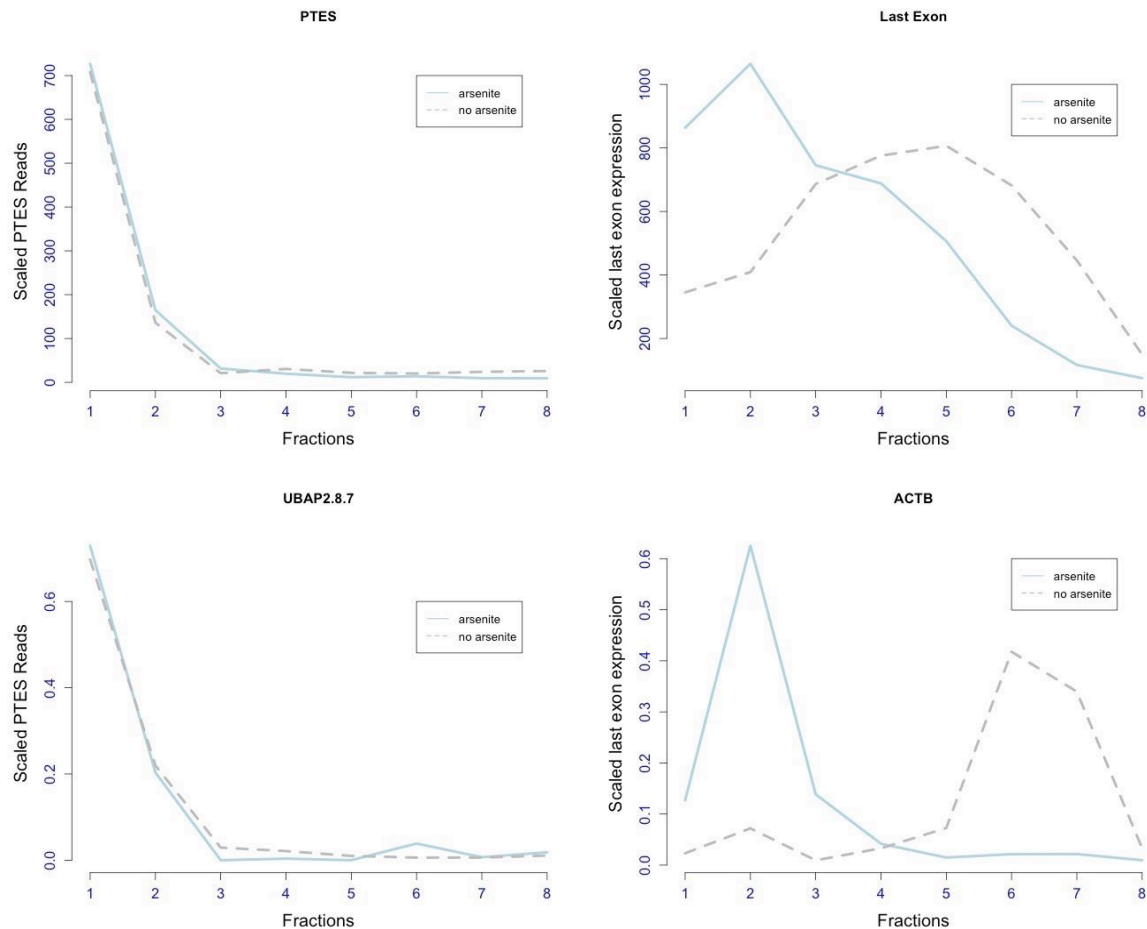 PTES
Scaled PTES Reads
700
600
500
400
300
200
100
0
arsenite
no arsenite
1 2 3 4 5 6 7 8
Fractions
Last Exon
Scaled last exon expression
1000
800
600
400
200
arsenite
no arsenite
1 2 3 4 5 6 7 8
Fractions
UBAP2.8.7
Scaled PTES Reads
0.6
0.4
0.2
0.0
arsenite
no arsenite
1 2 3 4 5 6 7 8
Fractions
ACTB
Scaled last exon expression
0.6
0.5
0.4
0.3
0.2
0.1
0.0
arsenite
no arsenite
1 2 3 4 5 6 7 8
Fractions